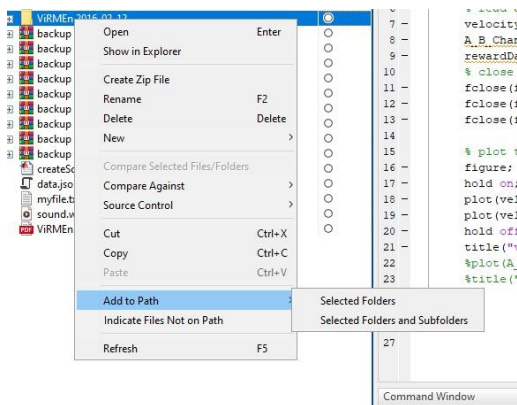 ViRMEn 2016-02-12
backup
backup
backup
backup
backup
backup
backup
backup
data.jso
myfile.t
sound.w
ViRMEn
Open Enter
Show in Explorer
Create Zip File
Rename F2
Delete Delete
New
Compare Selected Files/Folders
Compare Against
Source Control
Cut Ctrl+X
Copy Ctrl+C
Paste Ctrl+V
Add to Path
Indicate Files Not on Path
Refresh F5
Selected Folders
Selected Folders and Subfolders
7 velocity
8 A_B_Chan
9 rewardDa
10 % close
11 fclose(f
12 fclose(f
13 fclose(f
14
15 % plot t
16 figure;
17 hold on;
18 plot(vel
19 plot(vel
20 hold off
21 title("v
22 %plot(A_
23 %title("
27
Command Window